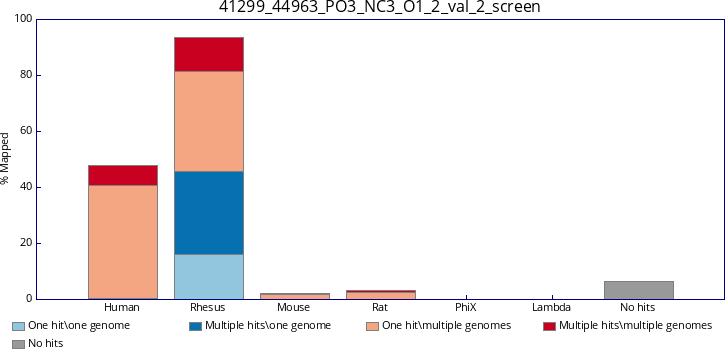 41299_44963_PO3_NC3_O1_2_val_2_screen
% Mapped
100
80
60
40
20
0
Human Rhesus Mouse Rat PhiX Lambda No hits
One hit\one genome Multiple hits\one genome One hit\multiple genomes Multiple hits\multiple genomes
No hits